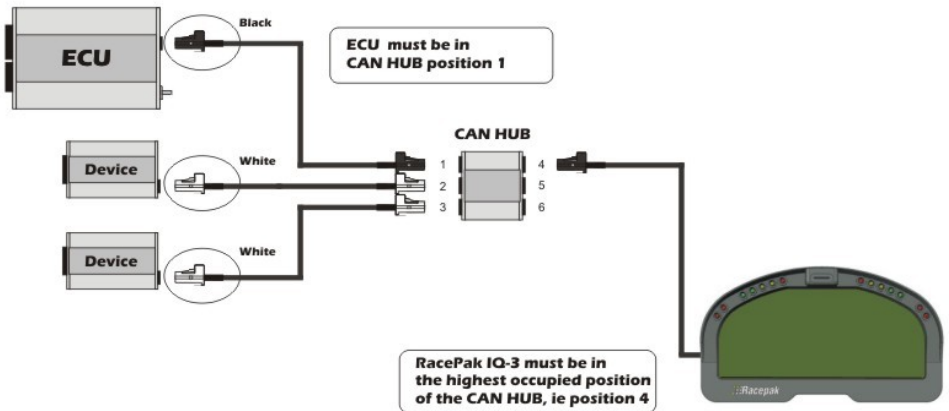 Black
ECU
ECU must be in
CAN HUB position 1
CAN HUB
Device
White
1
4
2
5
3
6
White
Device
RacePak IQ-3 must be in
the highest occupied position
of the CAN HUB, ie position 4
Racepak